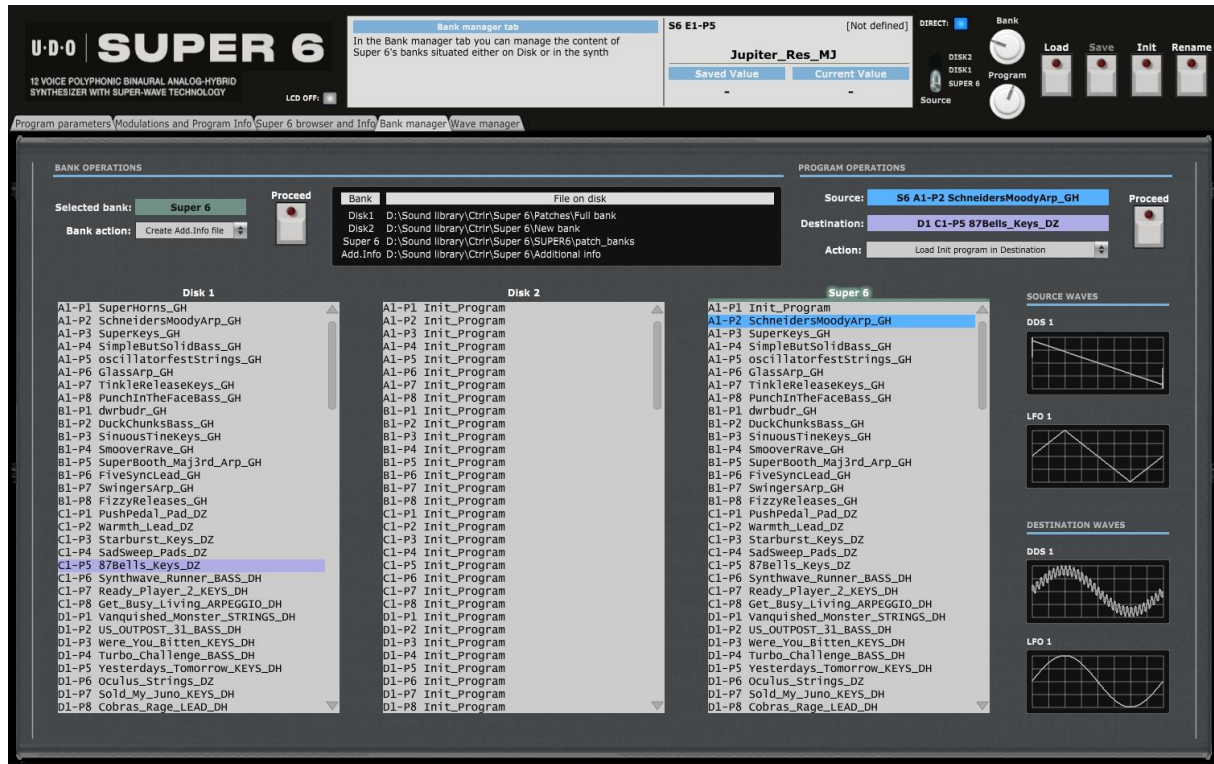 U·D·O | SUPER 6
12 VOICE POLYPHONIC BINAURAL ANALOG-HYBRID
SYNTHESIZER WITH SUPER-WAVE TECHNOLOGY
LCD OFF:
Bank manager tab
In the Bank manager tab you can manage the content of
Super 6's banks situated either on Disk or in the synth
S6 E1-P5 [Not defined]
Jupiter_Res_MJ
Saved Value Current Value
- -
DIRECT:
DISK2
DISK1
SUPER 6
Source
Bank
Program
Load Save Init Rename
Program parameters Modulations and Program Info Super 6 browser and Info Bank manager Wave manager
BANK OPERATIONS
Selected bank: Super 6
Bank action: Create Add.Info file
Proceed
Bank File on disk
Disk1 D:\Sound library\Ctrlr\Super 6\Patches\Full bank
Disk2 D:\Sound library\Ctrlr\Super 6\New bank
Super 6 D:\Sound library\Ctrlr\Super 6\SUPER6\patch_banks
Add.Info D:\Sound library\Ctrlr\Super 6\Additional info
PROGRAM OPERATIONS
Source: S6 A1-P2 SchneidersMoodyArp_GH
Destination: D1 C1-P5 87Bells_Keys_DZ
Action: Load Init program in Destination
Proceed
Disk 1
A1-P1 SuperHorns_GH
A1-P2 SchneidersMoodyArp_GH
A1-P3 SuperKeys_GH
A1-P4 SimpleButSolidBass_GH
A1-P5 oscillatorfestStrings_GH
A1-P6 GlassArp_GH
A1-P7 TinkleReleaseKeys_GH
A1-P8 PunchInTheFaceBass_GH
B1-P1 dwrbudr_GH
B1-P2 DuckChunksBass_GH
B1-P3 SinuousTineKeys_GH
B1-P4 SmooverRave_GH
B1-P5 SuperBooth_Maj3rd_Arp_GH
B1-P6 FiveSyncLead_GH
B1-P7 SwingersArp_GH
B1-P8 FizzyReleases_GH
C1-P1 PushPedal_Pad_DZ
C1-P2 Warmth_Lead_DZ
C1-P3 Starburst_Keys_DZ
C1-P4 SadSweep_Pads_DZ
C1-P5 87Bells_Keys_DZ
C1-P6 Synthwave_Runner_BASS_DH
C1-P7 Ready_Player_2_KEYS_DH
C1-P8 Get_Busy_Living_ARPEGGIO_DH
D1-P1 Vanquished_Monster_STRINGS_DH
D1-P2 US_OUTPOST_31_BASS_DH
D1-P3 Were_You_Bitten_KEYS_DH
D1-P4 Turbo_Challenge_BASS_DH
D1-P5 Yesterdays_Tomorrow_KEYS_DH
D1-P6 Oculus_Strings_DZ
D1-P7 Sold_My_Juno_KEYS_DH
D1-P8 Cobras_Rage_LEAD_DH
Disk 2
A1-P1 Init_Program
A1-P2 Init_Program
A1-P3 Init_Program
A1-P4 Init_Program
A1-P5 Init_Program
A1-P6 Init_Program
A1-P7 Init_Program
A1-P8 Init_Program
B1-P1 Init_Program
B1-P2 Init_Program
B1-P3 Init_Program
B1-P4 Init_Program
B1-P5 Init_Program
B1-P6 Init_Program
B1-P7 Init_Program
B1-P8 Init_Program
C1-P1 Init_Program
C1-P2 Init_Program
C1-P3 Init_Program
C1-P4 Init_Program
C1-P5 Init_Program
C1-P6 Init_Program
C1-P7 Init_Program
C1-P8 Init_Program
D1-P1 Init_Program
D1-P2 Init_Program
D1-P3 Init_Program
D1-P4 Init_Program
D1-P5 Init_Program
D1-P6 Init_Program
D1-P7 Init_Program
D1-P8 Init_Program
Super 6
A1-P1 Init_Program
A1-P2 SchneidersMoodyArp_GH
A1-P3 SuperKeys_GH
A1-P4 SimpleButSolidBass_GH
A1-P5 oscillatorfestStrings_GH
A1-P6 GlassArp_GH
A1-P7 TinkleReleaseKeys_GH
A1-P8 PunchInTheFaceBass_GH
B1-P1 dwrbudr_GH
B1-P2 DuckChunksBass_GH
B1-P3 SinuousTineKeys_GH
B1-P4 SmooverRave_GH
B1-P5 SuperBooth_Maj3rd_Arp_GH
B1-P6 FiveSyncLead_GH
B1-P7 SwingersArp_GH
B1-P8 FizzyReleases_GH
C1-P1 PushPedal_Pad_DZ
C1-P2 Warmth_Lead_DZ
C1-P3 Starburst_Keys_DZ
C1-P4 SadSweep_Pads_DZ
C1-P5 87Bells_Keys_DZ
C1-P6 Synthwave_Runner_BASS_DH
C1-P7 Ready_Player_2_KEYS_DH
C1-P8 Get_Busy_Living_ARPEGGIO_DH
D1-P1 Vanquished_Monster_STRINGS_DH
D1-P2 US_OUTPOST_31_BASS_DH
D1-P3 Were_You_Bitten_KEYS_DH
D1-P4 Turbo_Challenge_BASS_DH
D1-P5 Yesterdays_Tomorrow_KEYS_DH
D1-P6 Oculus_Strings_DZ
D1-P7 Sold_My_Juno_KEYS_DH
D1-P8 Cobras_Rage_LEAD_DH
SOURCE WAVES
DDS 1
LFO 1
DESTINATION WAVES
DDS 1
LFO 1